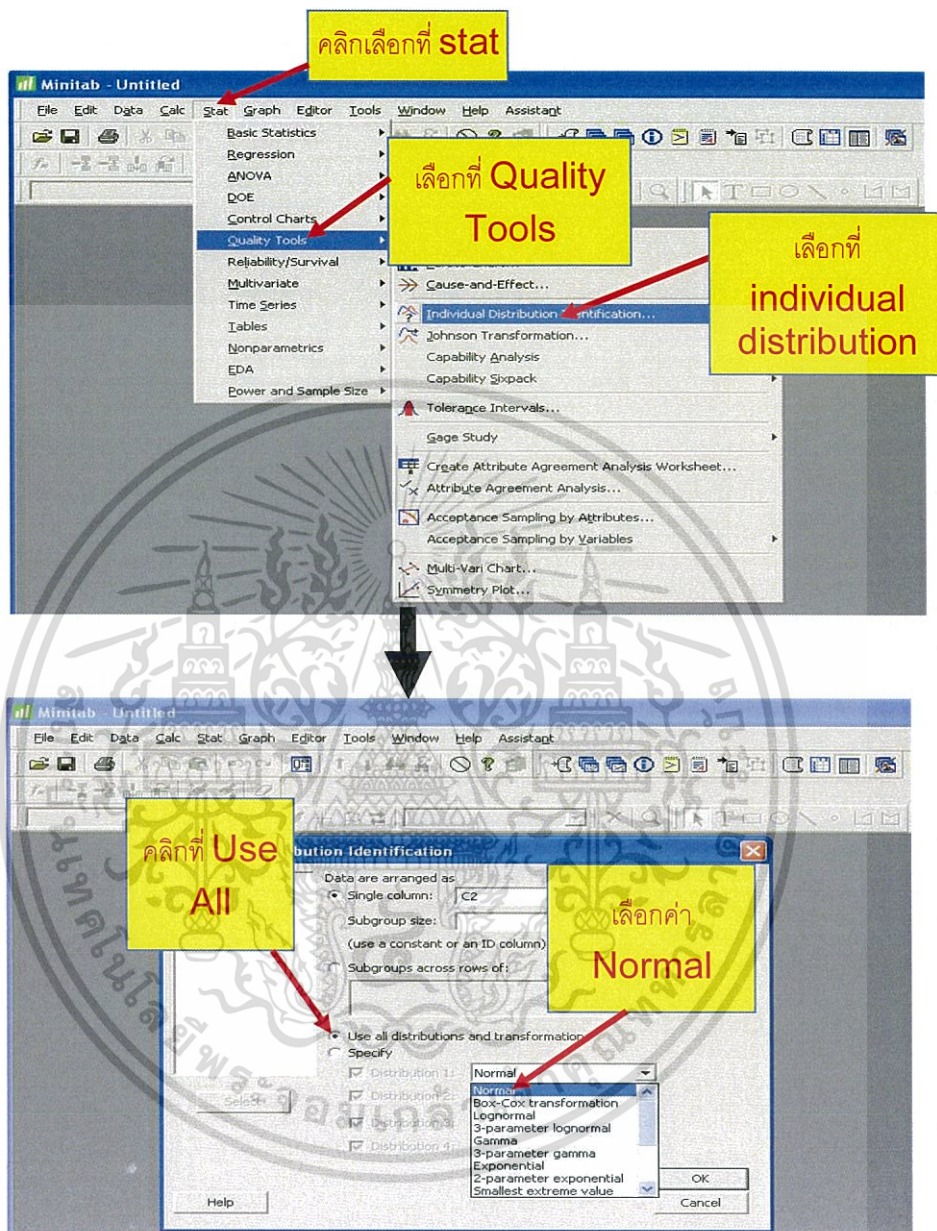 คลิกเลือกที่ stat
Minitab - Untitled
File Edit Data Calc Stat Graph Editor Tools Window Help Assistant
Basic Statistics
Regression
ANOVA
DOE
Control Charts
Quality Tools
Reliability/Survival
Multivariate
Time Series
Tables
Nonparametrics
EDA
Power and Sample Size
เลือกที่ Quality
Tools
เลือกที่
individual
distribution
Cause-and-Effect...
Individual Distribution Identification...
Johnson Transformation...
Capability Analysis
Capability Sixpack
Tolerance Intervals...
Gage Study
Create Attribute Agreement Analysis Worksheet...
Attribute Agreement Analysis...
Acceptance Sampling by Attributes...
Acceptance Sampling by Variables
Multi-Vari Chart...
Symmetry Plot...
Minitab - Untitled
File Edit Data Calc Stat Graph Editor Tools Window Help Assistant
คลิกที่ Use
All
bution Identification
Data are arranged as
Single column: C2
Subgroup size:
(use a constant or an ID column)
Subgroups across rows of:
เลือกค่า
Normal
Use all distributions and transformation
Specify
Distribution 1: Normal
Distribution 2:
Distribution 3:
Distribution 4:
Normal
Box-Cox transformation
Lognormal
3-parameter lognormal
Gamma
3-parameter gamma
Exponential
2-parameter exponential
Smallest extreme value
Select
Help
OK
Cancel